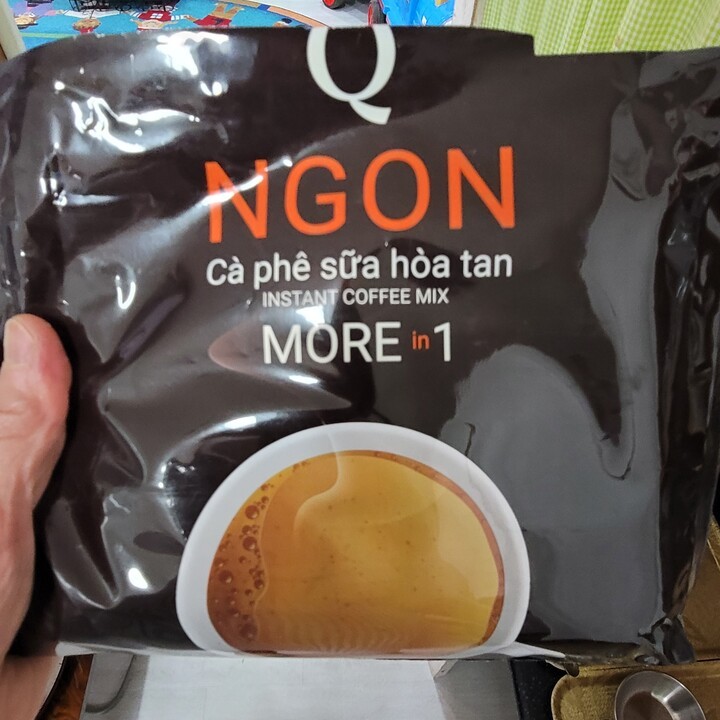 Q
NGON
Cà phê sữa hòa tan
INSTANT COFFEE MIX
MORE in 1